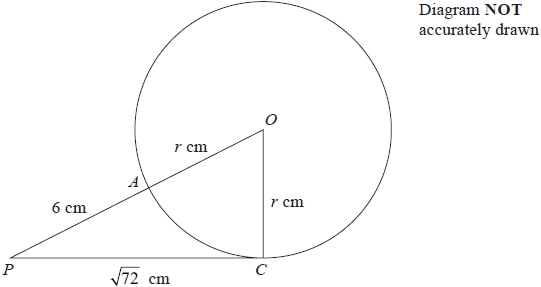 Diagram NOT
accurately drawn
O
r cm
A
r cm
6 cm
P
C
√72 cm